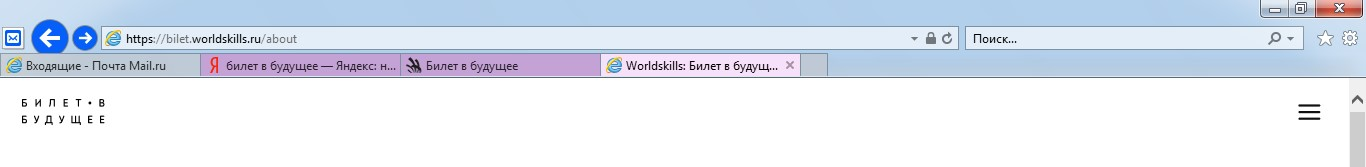 https://bilet.worldskills.ru/about
Поиск...
Входящие - Почта Mail.ru
Я билет в будущее — Яндекс: н...
Билет в будущее
Worldskills: Билет в будущ...
БИЛЕТ • В
БУДУЩЕЕ